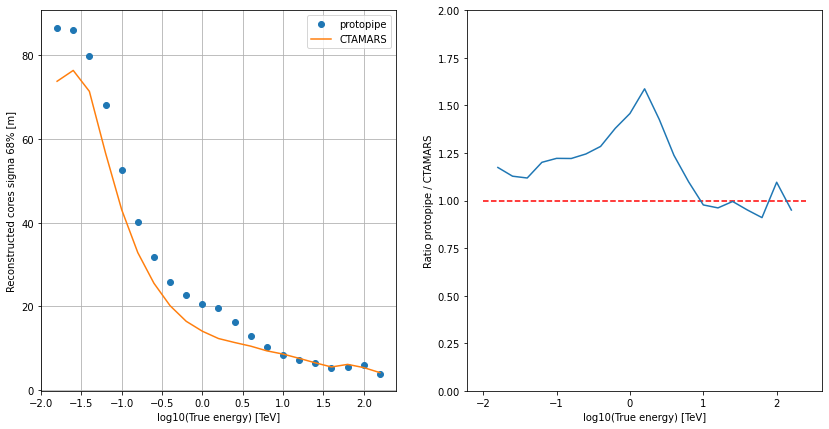 protopipe
CTAMARS
Reconstructed cores sigma 68% [m]
80
60
40
20
0
−2.0 −1.5 −1.0 −0.5 0.0 0.5 1.0 1.5 2.0
log10(True energy) [TeV]
Ratio protopipe / CTAMARS
2.00
1.75
1.50
1.25
1.00
0.75
0.50
0.25
0.00
−2 −1 0 1 2
log10(True energy) [TeV]